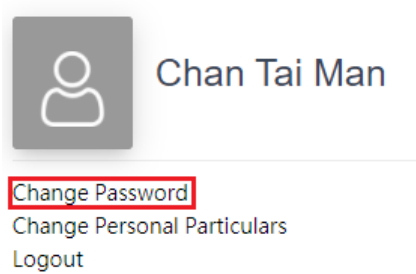 Chan Tai Man
Change Password
Change Personal Particulars
Logout